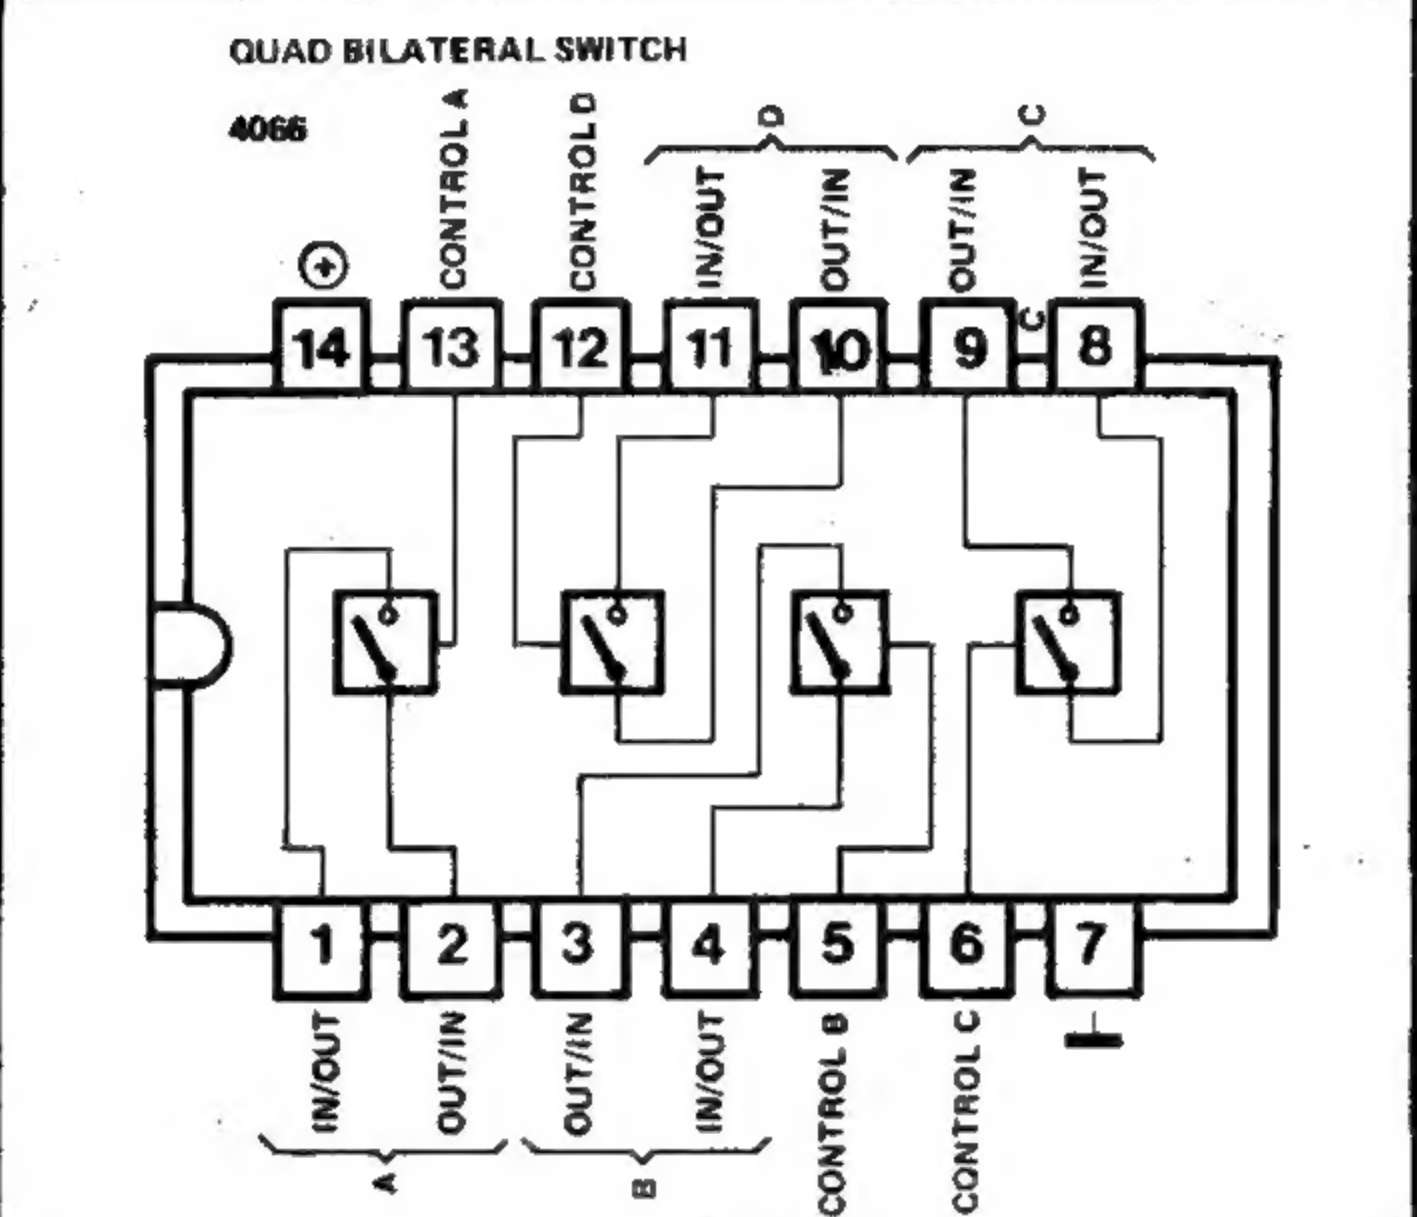 QUAD BILATERAL SWITCH
4066
CONTROL A
CONTROL D
D
C
IN/OUT
OUT/IN
OUT/IN
IN/OUT
+
14
13
12
11
10
9
C
8
1
2
3
4
5
6
7
IN/OUT
OUT/IN
OUT/IN
IN/OUT
CONTROL B
CONTROL C
A
B